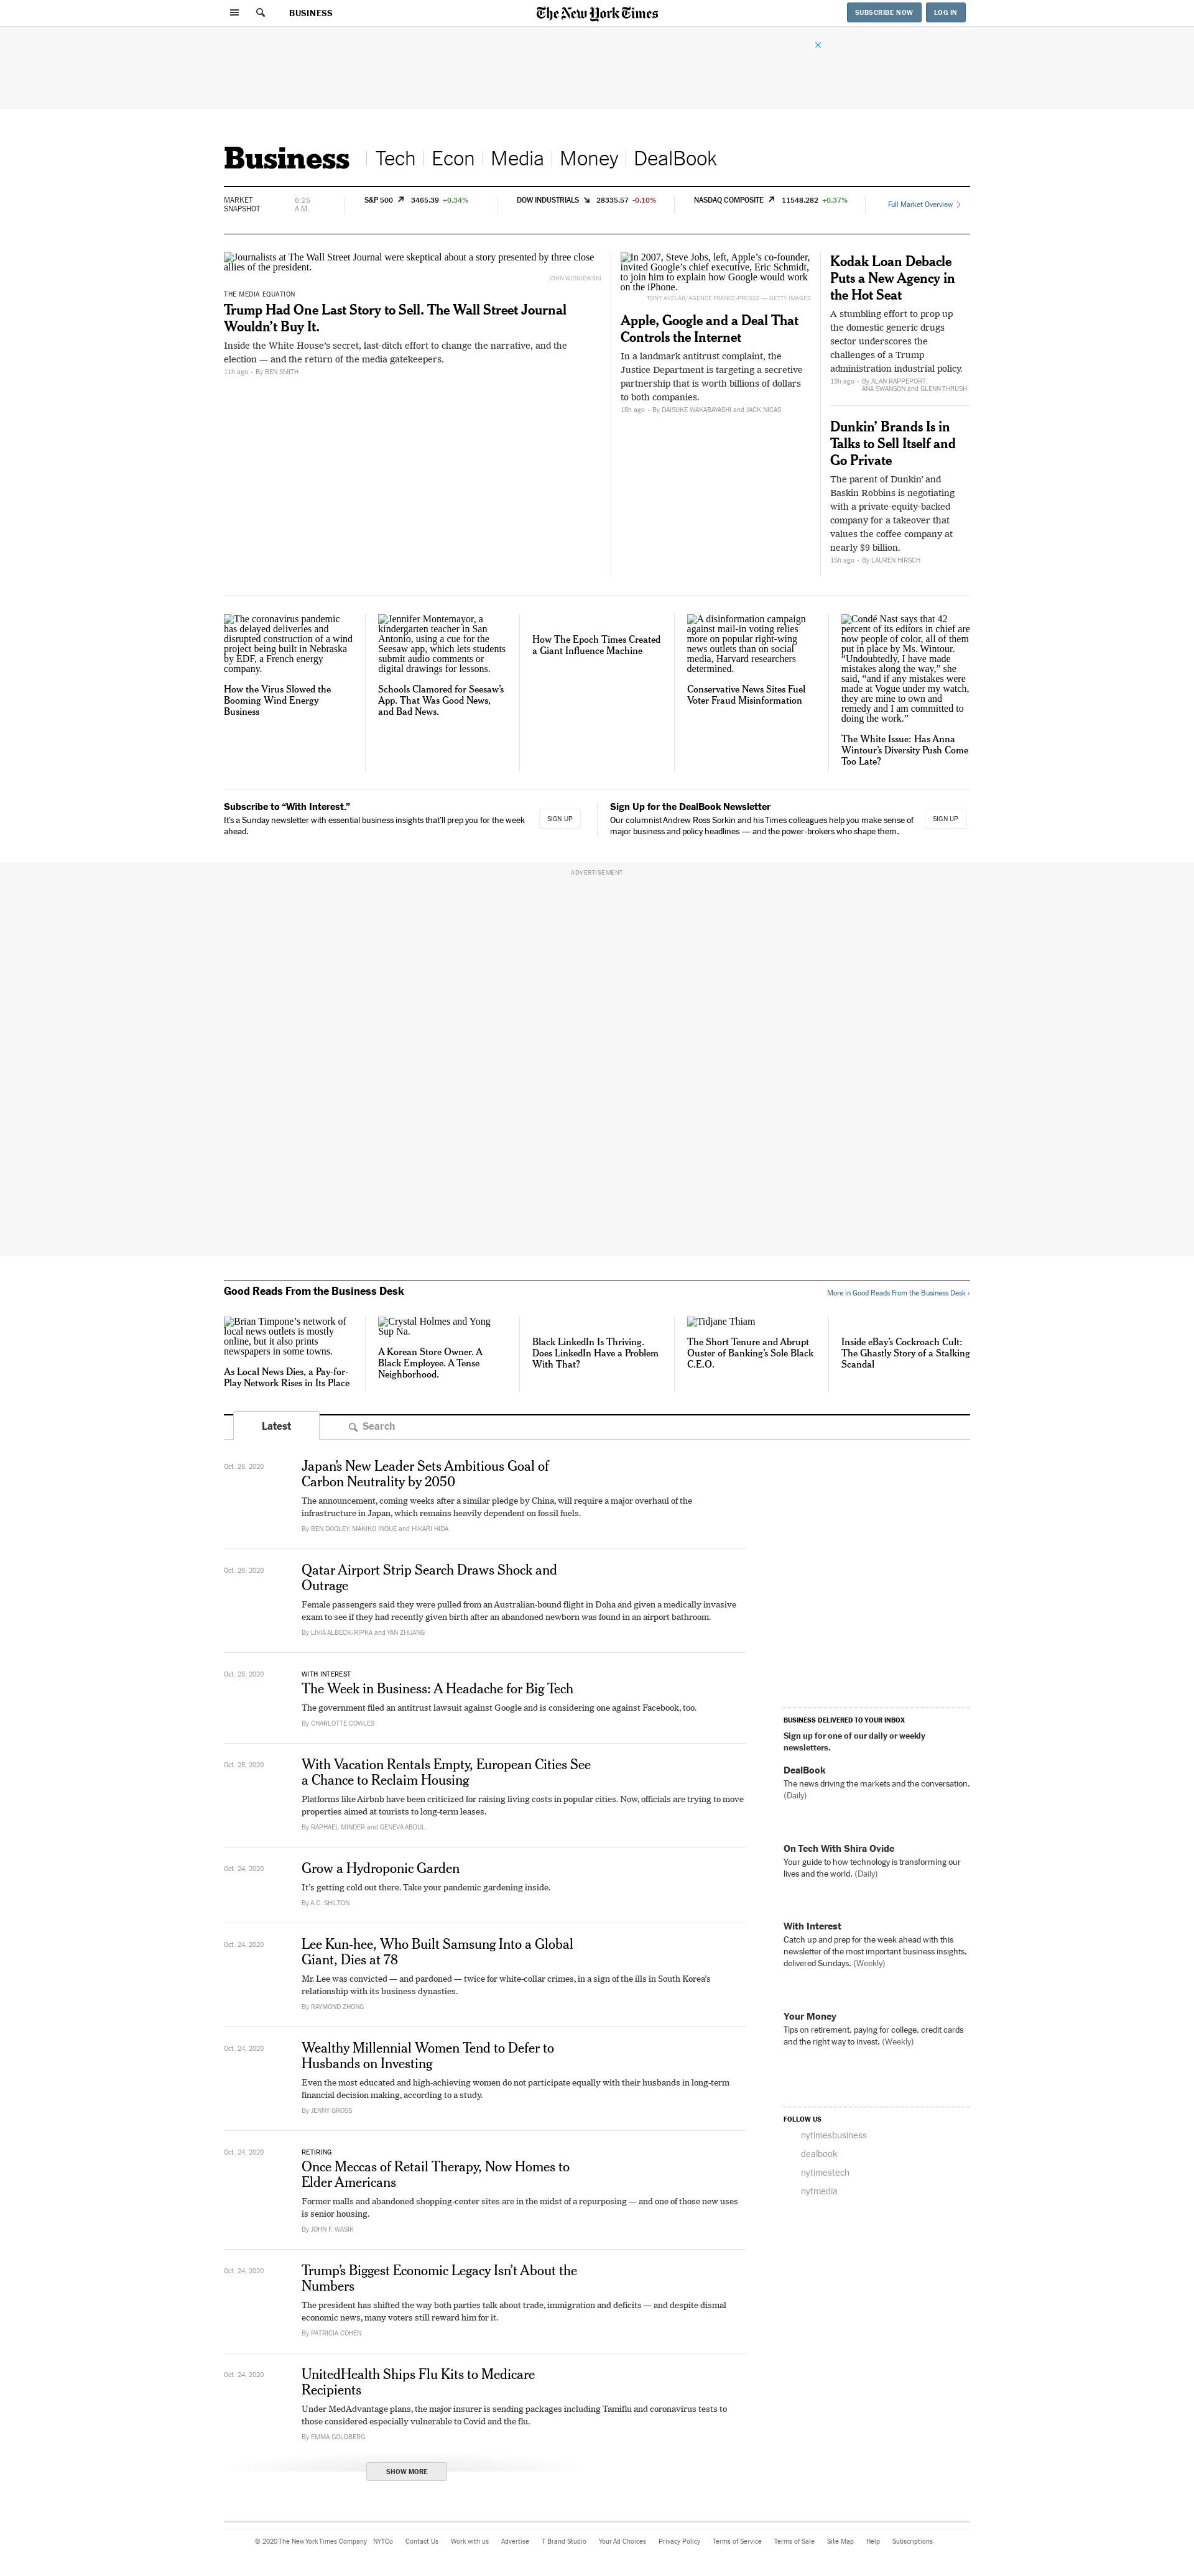 BUSINESS
The New York Times
SUBSCRIBE NOW
LOG IN
Business
Tech
Econ
Media
Money
DealBook
MARKET
SNAPSHOT
6:25
A.M.
S&P 500 3465.39 +0.34%
DOW INDUSTRIALS 28335.57 -0.10%
NASDAQ COMPOSITE 11548.282 +0.37%
Full Market Overview
Journalists at The Wall Street Journal were skeptical about a story presented by three close
allies of the president.
JOHN WISNIEWSKI
THE MEDIA EQUATION
Trump Had One Last Story to Sell. The Wall Street Journal
Wouldn’t Buy It.
Inside the White House’s secret, last-ditch effort to change the narrative, and the
election — and the return of the media gatekeepers.
11h ago • By BEN SMITH
In 2007, Steve Jobs, left, Apple’s co-founder,
invited Google’s chief executive, Eric Schmidt,
to join him to explain how Google would work
on the iPhone.
TONY AVELAR/AGENCE FRANCE-PRESSE — GETTY IMAGES
Apple, Google and a Deal That
Controls the Internet
In a landmark antitrust complaint, the
Justice Department is targeting a secretive
partnership that is worth billions of dollars
to both companies.
18h ago • By DAISUKE WAKABAYASHI and JACK NICAS
Kodak Loan Debacle
Puts a New Agency in
the Hot Seat
A stumbling effort to prop up
the domestic generic drugs
sector underscores the
challenges of a Trump
administration industrial policy.
13h ago • By ALAN RAPPEPORT,
ANA SWANSON and GLENN THRUSH
Dunkin’ Brands Is in
Talks to Sell Itself and
Go Private
The parent of Dunkin’ and
Baskin Robbins is negotiating
with a private-equity-backed
company for a takeover that
values the coffee company at
nearly $9 billion.
15h ago • By LAUREN HIRSCH
The coronavirus pandemic
has delayed deliveries and
disrupted construction of a wind
project being built in Nebraska
by EDF, a French energy
company.
How the Virus Slowed the
Booming Wind Energy
Business
Jennifer Montemayor, a
kindergarten teacher in San
Antonio, using a cue for the
Seesaw app, which lets students
submit audio comments or
digital drawings for lessons.
Schools Clamored for Seesaw’s
App. That Was Good News,
and Bad News.
How The Epoch Times Created
a Giant Influence Machine
A disinformation campaign
against mail-in voting relies
more on popular right-wing
news outlets than on social
media, Harvard researchers
determined.
Conservative News Sites Fuel
Voter Fraud Misinformation
Condé Nast says that 42
percent of its editors in chief are
now people of color, all of them
put in place by Ms. Wintour.
“Undoubtedly, I have made
mistakes along the way,” she
said, “and if any mistakes were
made at Vogue under my watch,
they are mine to own and
remedy and I am committed to
doing the work.”
The White Issue: Has Anna
Wintour’s Diversity Push Come
Too Late?
Subscribe to “With Interest.”
It’s a Sunday newsletter with essential business insights that’ll prep you for the week
ahead.
SIGN UP
Sign Up for the DealBook Newsletter
Our columnist Andrew Ross Sorkin and his Times colleagues help you make sense of
major business and policy headlines — and the power-brokers who shape them.
SIGN UP
ADVERTISEMENT
Good Reads From the Business Desk
More in Good Reads From the Business Desk ›
Brian Timpone’s network of
local news outlets is mostly
online, but it also prints
newspapers in some towns.
As Local News Dies, a Pay-for-
Play Network Rises in Its Place
Crystal Holmes and Yong
Sup Na.
A Korean Store Owner. A
Black Employee. A Tense
Neighborhood.
Black LinkedIn Is Thriving.
Does LinkedIn Have a Problem
With That?
Tidjane Thiam
The Short Tenure and Abrupt
Ouster of Banking’s Sole Black
C.E.O.
Inside eBay’s Cockroach Cult:
The Ghastly Story of a Stalking
Scandal
Latest
Search
Oct. 26, 2020
Japan’s New Leader Sets Ambitious Goal of
Carbon Neutrality by 2050
The announcement, coming weeks after a similar pledge by China, will require a major overhaul of the
infrastructure in Japan, which remains heavily dependent on fossil fuels.
By BEN DOOLEY, MAKIKO INOUE and HIKARI HIDA
Oct. 26, 2020
Qatar Airport Strip Search Draws Shock and
Outrage
Female passengers said they were pulled from an Australian-bound flight in Doha and given a medically invasive
exam to see if they had recently given birth after an abandoned newborn was found in an airport bathroom.
By LIVIA ALBECK-RIPKA and YAN ZHUANG
Oct. 25, 2020
WITH INTEREST
The Week in Business: A Headache for Big Tech
The government filed an antitrust lawsuit against Google and is considering one against Facebook, too.
By CHARLOTTE COWLES
Oct. 25, 2020
With Vacation Rentals Empty, European Cities See
a Chance to Reclaim Housing
Platforms like Airbnb have been criticized for raising living costs in popular cities. Now, officials are trying to move
properties aimed at tourists to long-term leases.
By RAPHAEL MINDER and GENEVA ABDUL
Oct. 24, 2020
Grow a Hydroponic Garden
It’s getting cold out there. Take your pandemic gardening inside.
By A.C. SHILTON
Oct. 24, 2020
Lee Kun-hee, Who Built Samsung Into a Global
Giant, Dies at 78
Mr. Lee was convicted — and pardoned — twice for white-collar crimes, in a sign of the ills in South Korea’s
relationship with its business dynasties.
By RAYMOND ZHONG
Oct. 24, 2020
Wealthy Millennial Women Tend to Defer to
Husbands on Investing
Even the most educated and high-achieving women do not participate equally with their husbands in long-term
financial decision making, according to a study.
By JENNY GROSS
Oct. 24, 2020
RETIRING
Once Meccas of Retail Therapy, Now Homes to
Elder Americans
Former malls and abandoned shopping-center sites are in the midst of a repurposing — and one of those new uses
is senior housing.
By JOHN F. WASIK
Oct. 24, 2020
Trump’s Biggest Economic Legacy Isn’t About the
Numbers
The president has shifted the way both parties talk about trade, immigration and deficits — and despite dismal
economic news, many voters still reward him for it.
By PATRICIA COHEN
Oct. 24, 2020
UnitedHealth Ships Flu Kits to Medicare
Recipients
Under MedAdvantage plans, the major insurer is sending packages including Tamiflu and coronavirus tests to
those considered especially vulnerable to Covid and the flu.
By EMMA GOLDBERG
SHOW MORE
BUSINESS DELIVERED TO YOUR INBOX
Sign up for one of our daily or weekly
newsletters.
DealBook
The news driving the markets and the conversation.
(Daily)
On Tech With Shira Ovide
Your guide to how technology is transforming our
lives and the world. (Daily)
With Interest
Catch up and prep for the week ahead with this
newsletter of the most important business insights,
delivered Sundays. (Weekly)
Your Money
Tips on retirement, paying for college, credit cards
and the right way to invest. (Weekly)
FOLLOW US
nytimesbusiness
dealbook
nytimestech
nytmedia
© 2020 The New York Times Company NYTCo Contact Us Work with us Advertise T Brand Studio Your Ad Choices Privacy Policy Terms of Service Terms of Sale Site Map Help Subscriptions